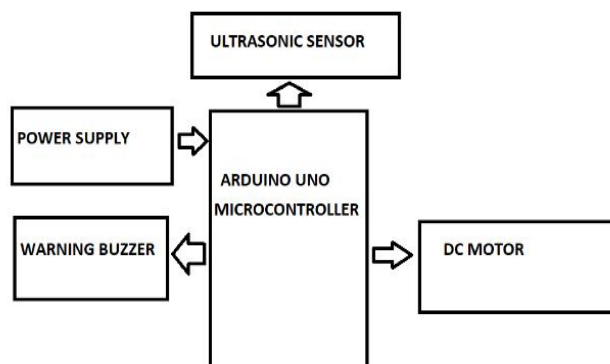 ULTRASONIC SENSOR
POWER SUPPLY
ARDUINO UNO
MICROCONTROLLER
WARNING BUZZER
DC MOTOR